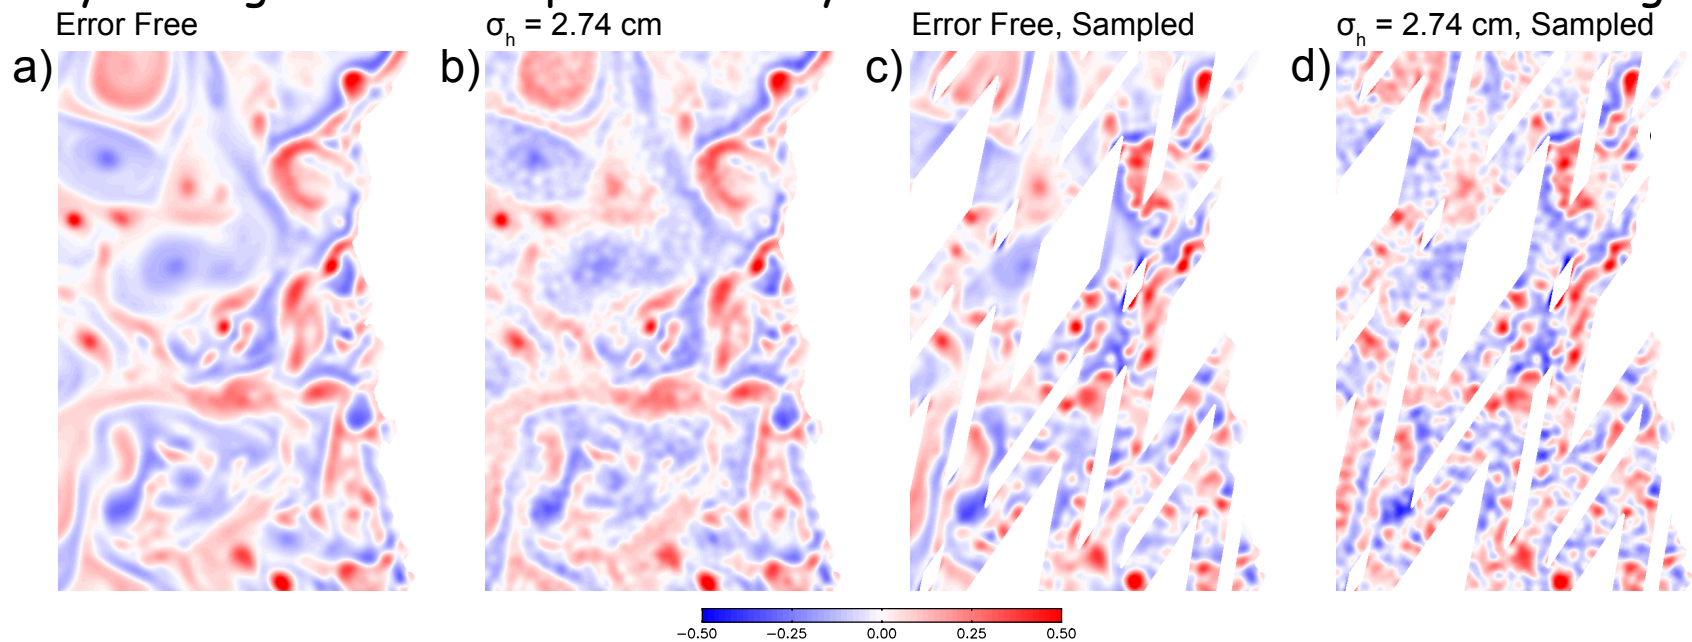 Error Free
σh = 2.74 cm
Error Free, Sampled
σh = 2.74 cm, Sampled
a)
b)
c)
d)
−0.50
−0.25
0.00
0.25
0.50